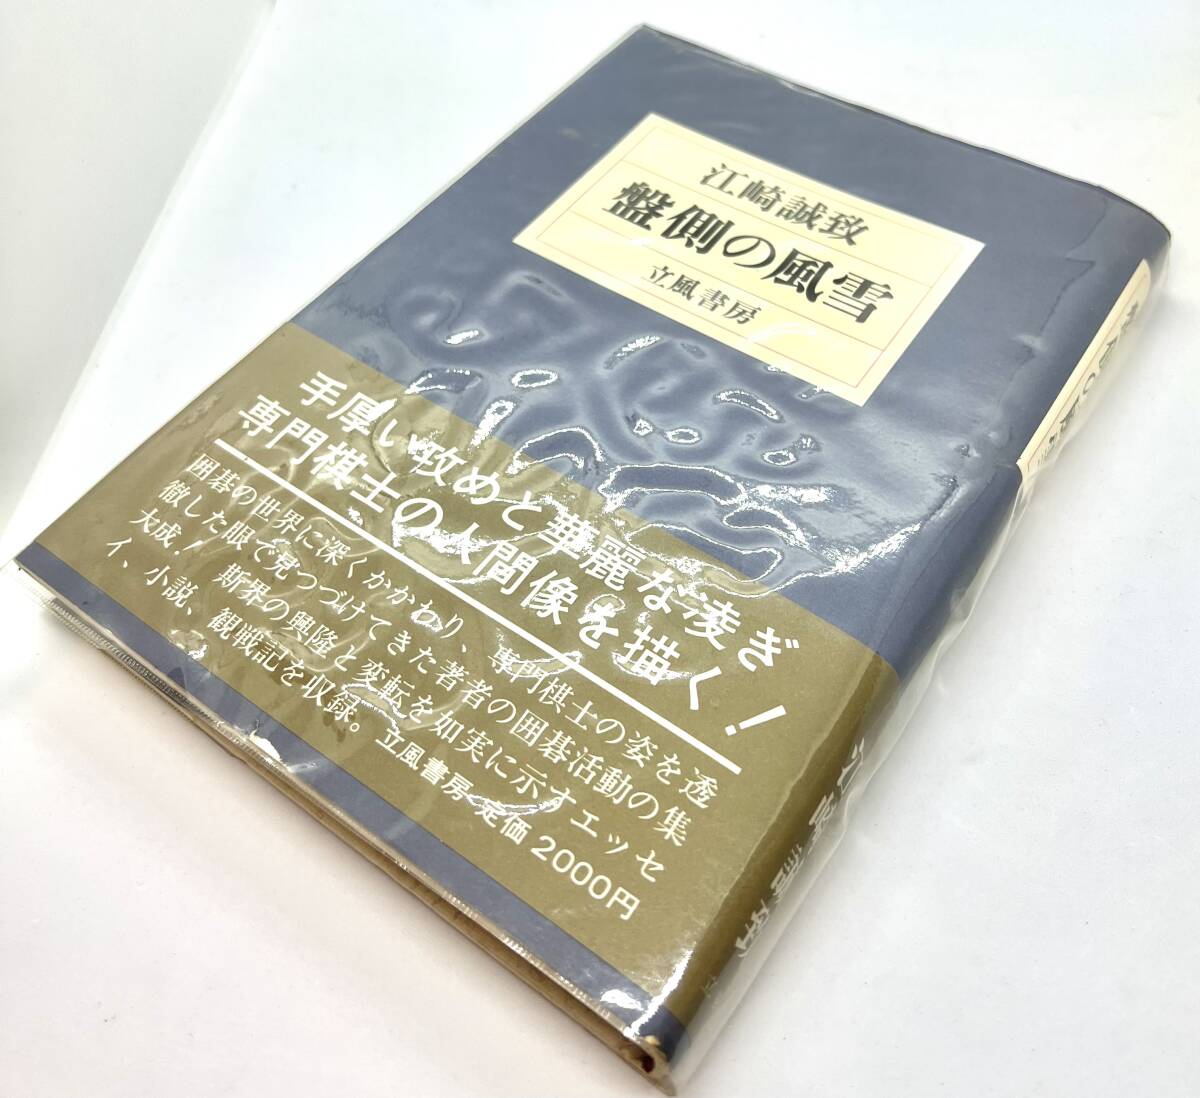 江崎誠致
盤側の風雪
立風書房
手厚い攻めと華麗な凌ぎ！
専門棋士の人間像を描く！
囲碁の世界に深くかかわり、専門棋士の姿を透
徹した眼で見つづけてきた著者の囲碁活動の集
大成！　斯界の興隆と変転を如実に示すエッセ
イ、小説、観戦記を収録。立風書房・定価2000円